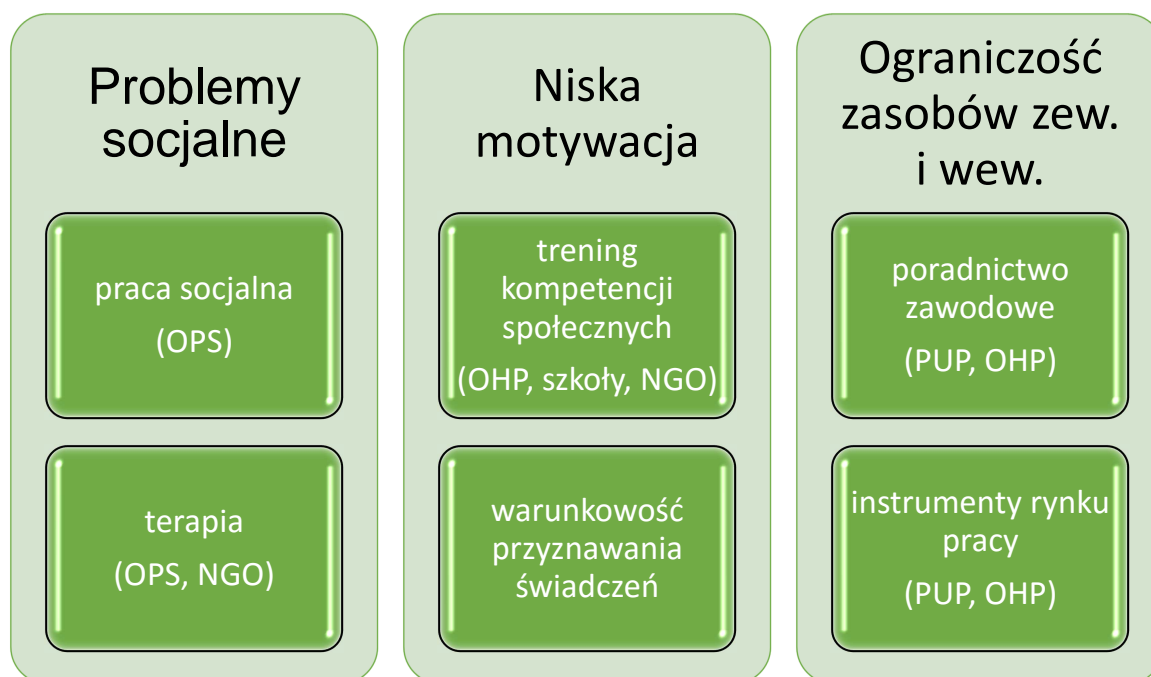 Problemy
socjalne
praca socjalna
(OPS)
terapia
(OPS, NGO)
Niska
motywacja
trening
kompetencji
społecznych
(OHP, szkoły, NGO)
warunkowość
przyznawania
świadczeń
Ograniczość
zasobów zew.
i wew.
poradnictwo
zawodowe
(PUP, OHP)
instrumenty rynku
pracy
(PUP, OHP)